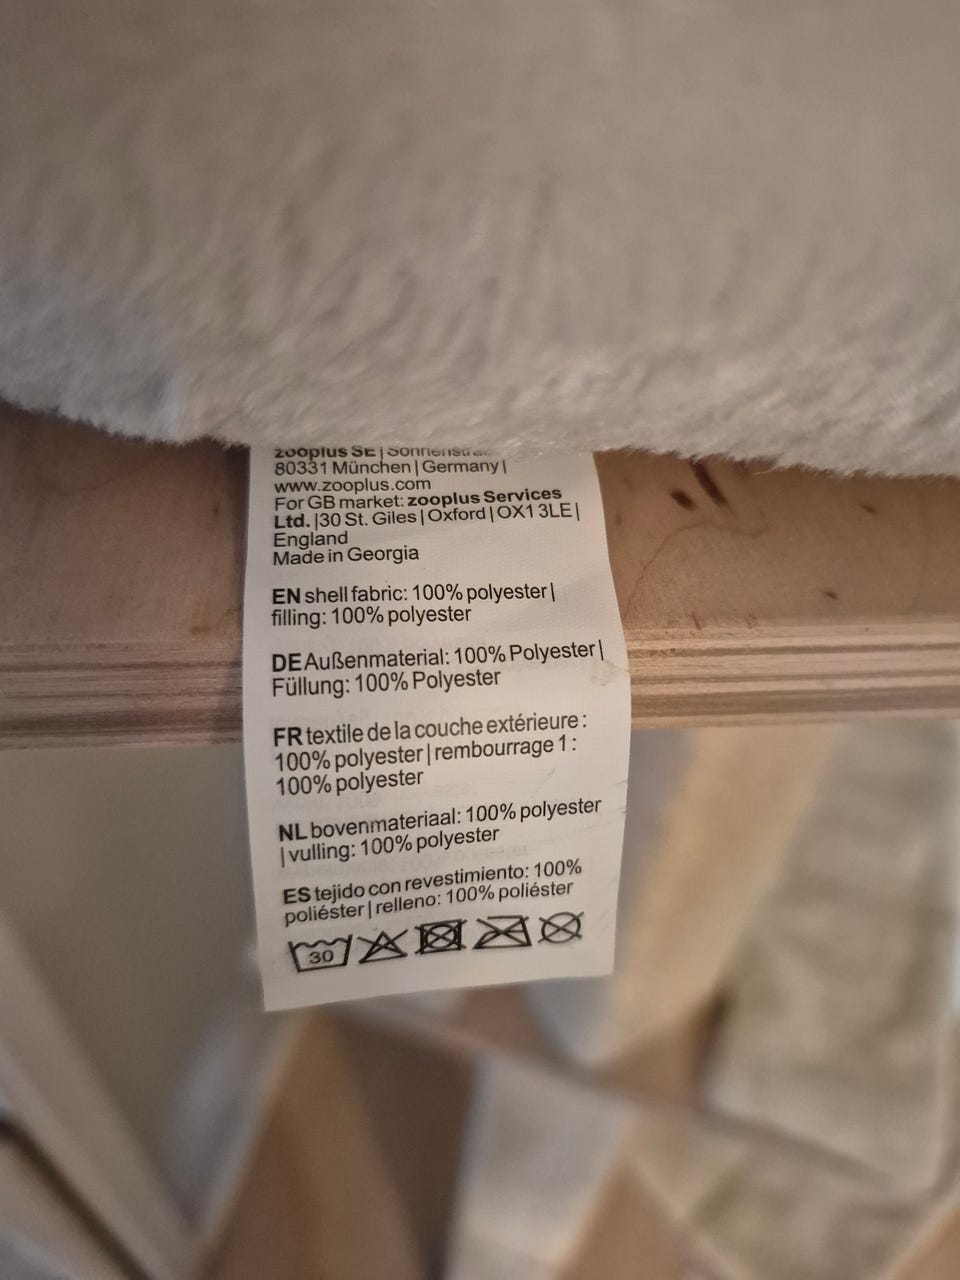 zooplus SE |
80331 München | Germany |
www.zooplus.com
For GB market: zooplus Services
Ltd. | 30 St. Giles | Oxford | OX1 3LE |
England
Made in Georgia
EN shell fabric: 100% polyester |
filling: 100% polyester
DE Außenmaterial: 100% Polyester |
Füllung: 100% Polyester
FR textile de la couche extérieure :
100% polyester | rembourrage 1 :
100% polyester
NL bovenmateriaal: 100% polyester
| vulling: 100% polyester
ES tejido con revestimiento: 100%
poliéster | relleno: 100% poliéster
30